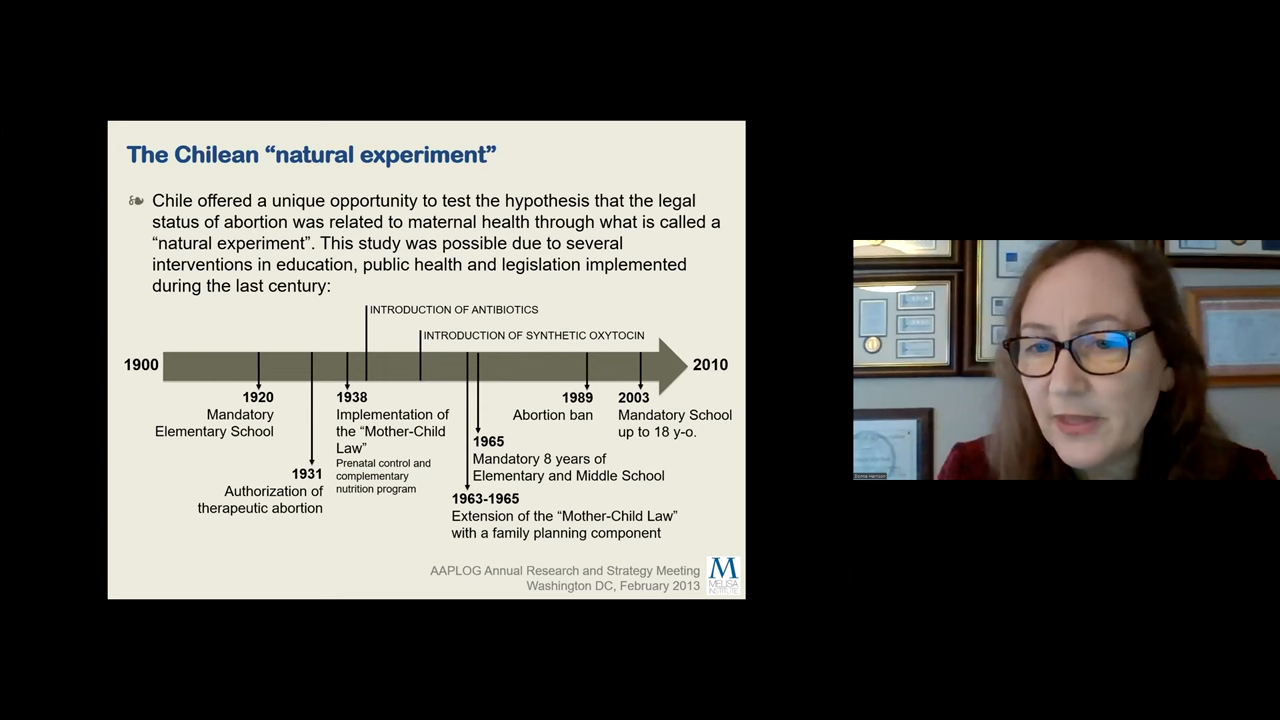 The Chilean “natural experiment”
Chile offered a unique opportunity to test the hypothesis that the legal
status of abortion was related to maternal health through what is called a
“natural experiment”. This study was possible due to several
interventions in education, public health and legislation implemented
during the last century:
INTRODUCTION OF ANTIBIOTICS
INTRODUCTION OF SYNTHETIC OXYTOCIN
1900
2010
1920
Mandatory
Elementary School
1931
Authorization of
therapeutic abortion
1938
Implementation of
the “Mother-Child
Law”
Prenatal control and
complementary
nutrition program
1963-1965
Extension of the “Mother-Child Law”
with a family planning component
1965
Mandatory 8 years of
Elementary and Middle School
1989
Abortion ban
2003
Mandatory School
up to 18 y-o.
AAPLOG Annual Research and Strategy Meeting
Washington DC, February 2013
M
MELISA
INSTITUTE
Donna Harrison